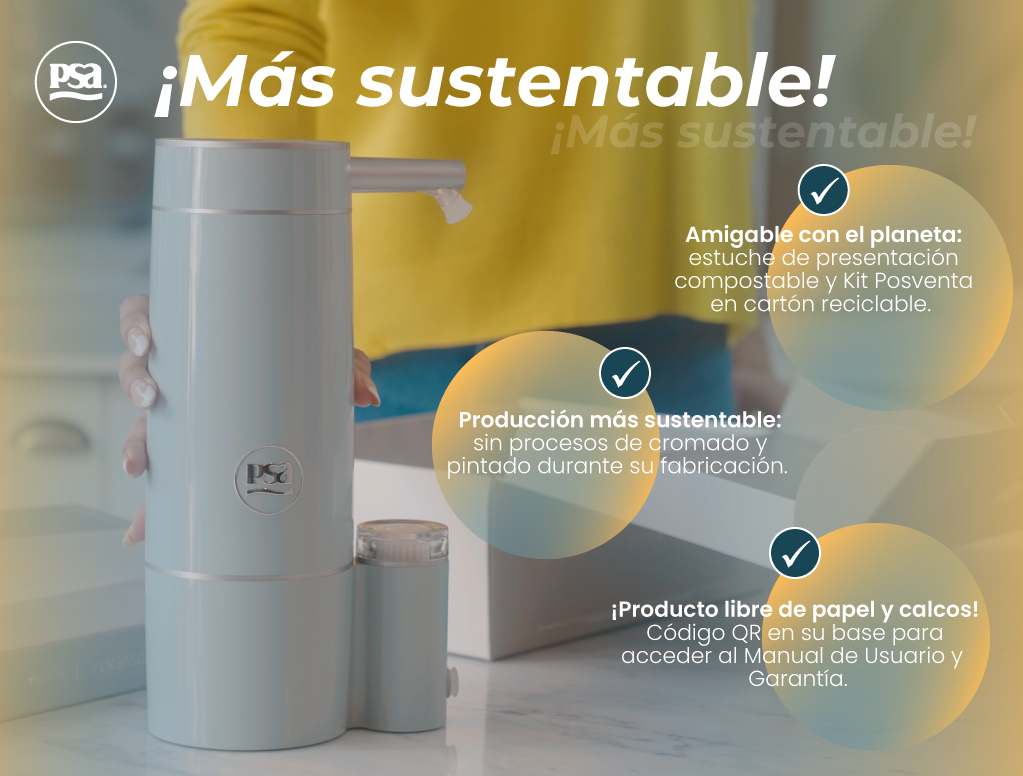 psa
¡Más sustentable!
¡Más sustentable!
Amigable con el planeta:
estuche de presentación
compostable y Kit Posventa
en cartón reciclable.
Producción más sustentable:
sin procesos de cromado y
pintado durante su fabricación.
¡Producto libre de papel y calcos!
Código QR en su base para
acceder al Manual de Usuario y
Garantía.
psa